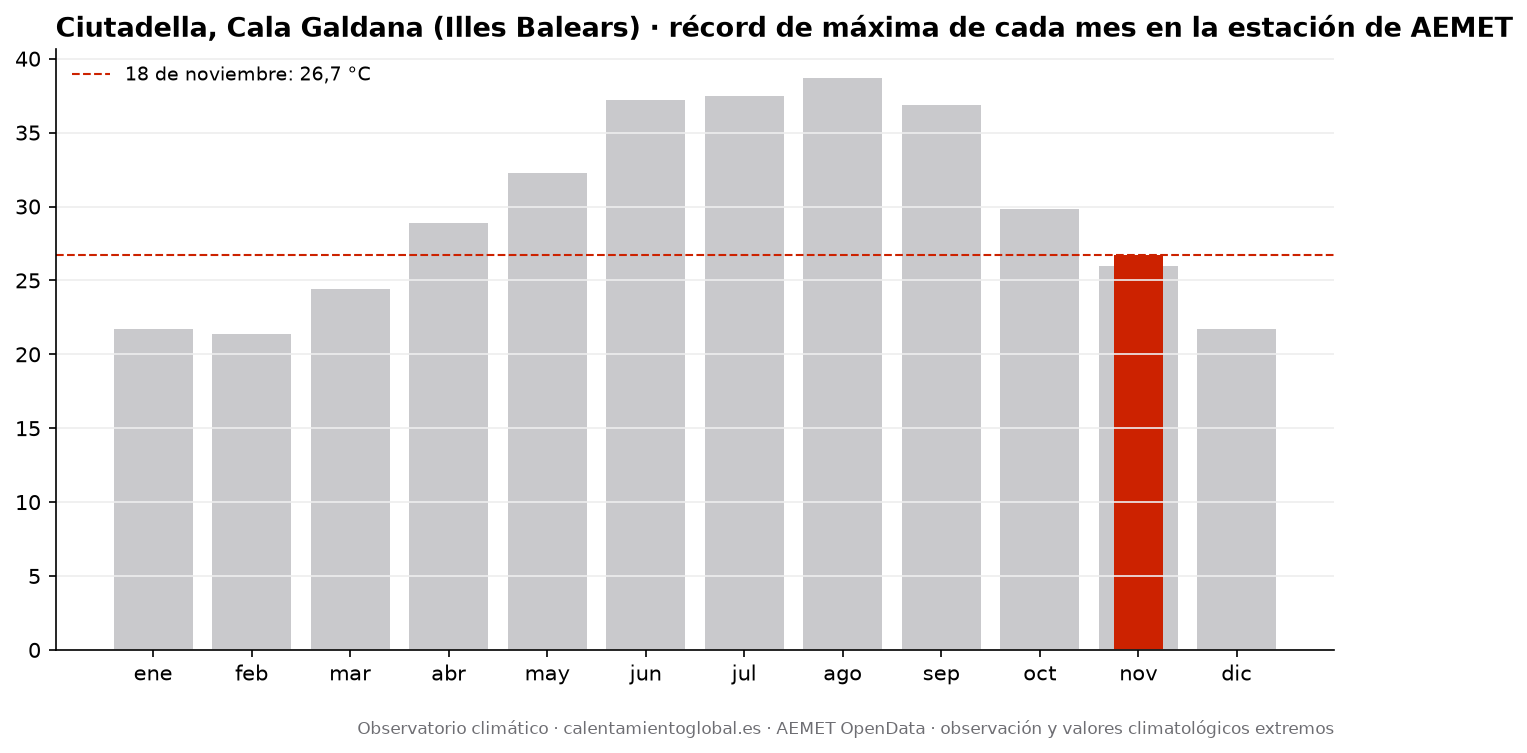 Ciutadella, Cala Galdana (Illes Balears) · récord de máxima de cada mes en la estación de AEMET
40
18 de noviembre: 26,7 °C
35
30
25
20
15
10
5
0
ene feb mar abr may jun jul ago sep oct nov dic
Observatorio climático · calentamientoglobal.es · AEMET OpenData · observación y valores climatológicos extremos